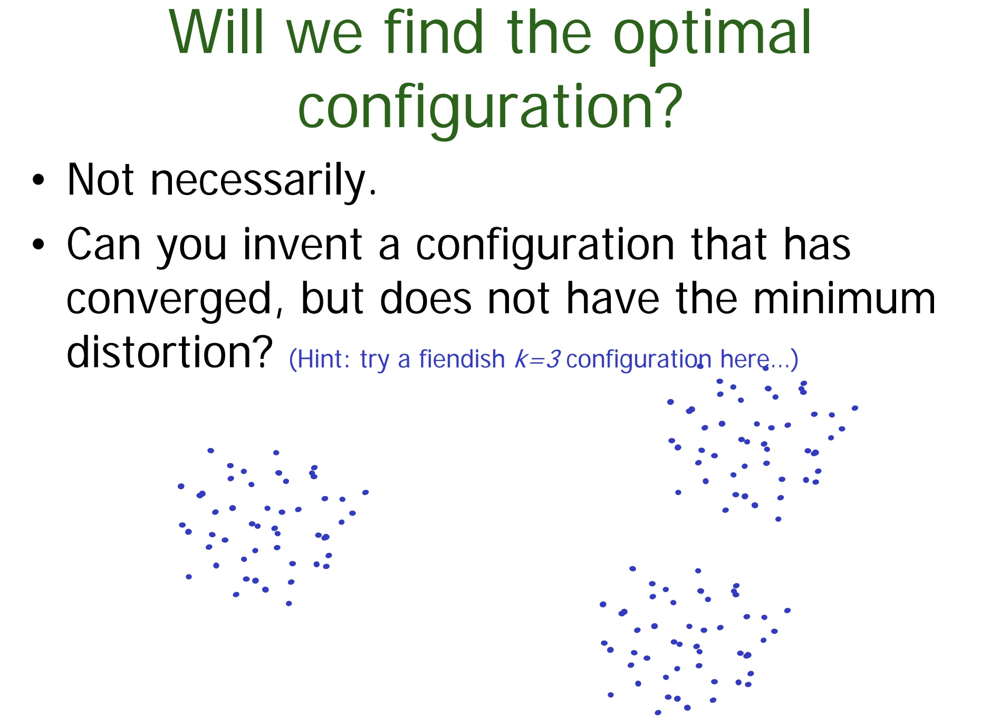 Will we find the optimal
configuration?
• Not necessarily.
• Can you invent a configuration that has
converged, but does not have the minimum
distortion? (Hint: try a fiendish k=3 configuration here…)